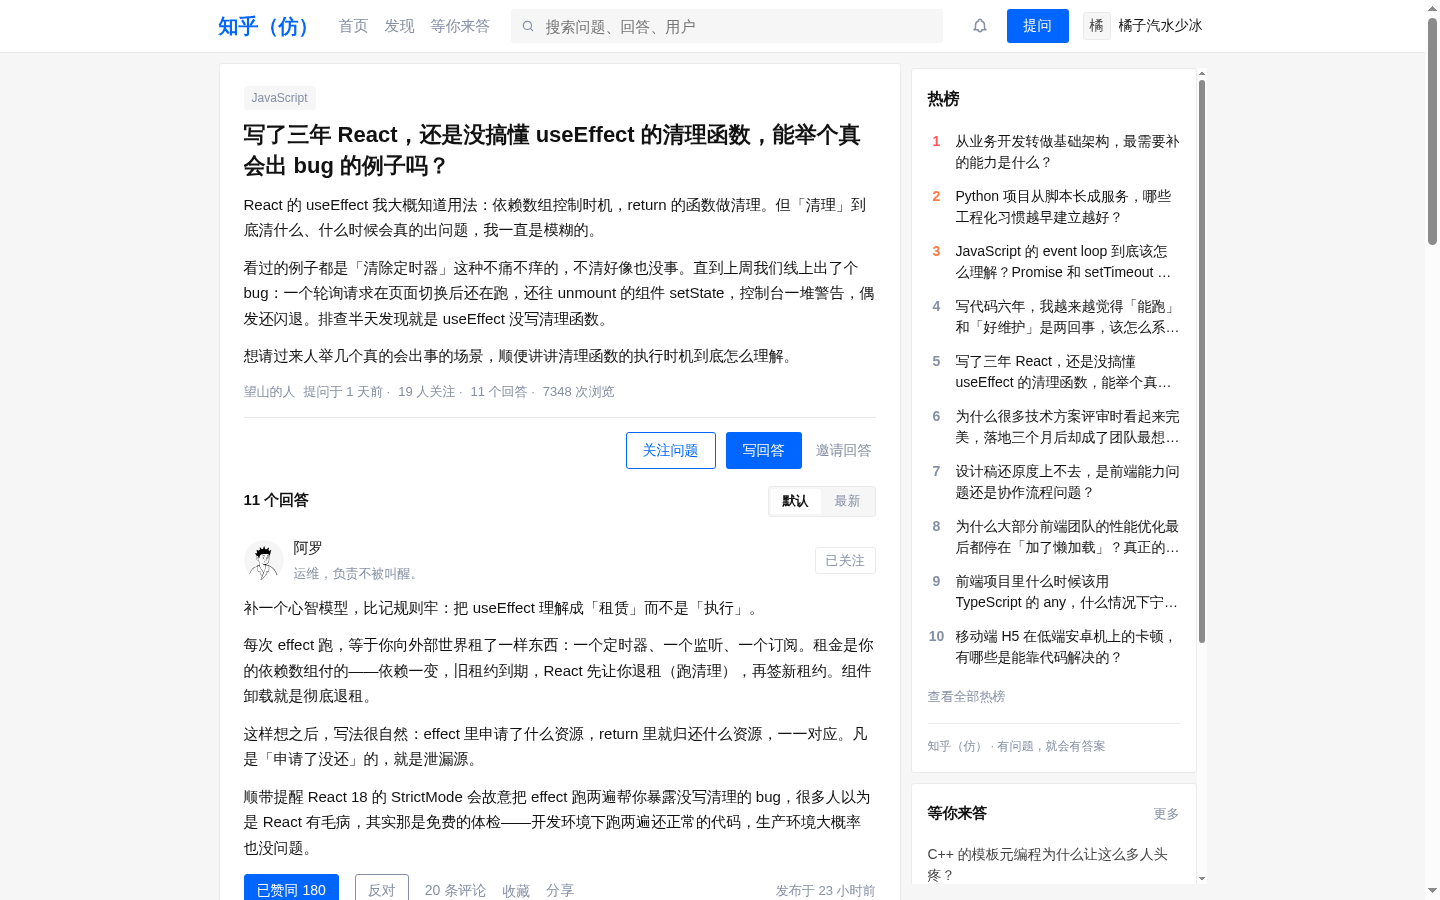 知乎（仿） 首页 发现 等你来答 搜索问题、回答、用户 提问 橘 橘子汽水少冰
JavaScript
写了三年 React，还是没搞懂 useEffect 的清理函数，能举个真
会出 bug 的例子吗？
React 的 useEffect 我大概知道用法：依赖数组控制时机，return 的函数做清理。但「清理」到
底清什么、什么时候会真的出问题，我一直是模糊的。
看过的例子都是「清除定时器」这种不痛不痒的，不清好像也没事。直到上周我们线上出了个
bug：一个轮询请求在页面切换后还在跑，还往 unmount 的组件 setState，控制台一堆警告，偶
发还闪退。排查半天发现就是 useEffect 没写清理函数。
想请过来人举几个真的会出事的场景，顺便讲讲清理函数的执行时机到底怎么理解。
望山的人 提问于 1 天前 · 19 人关注 · 11 个回答 · 7348 次浏览
关注问题 写回答 邀请回答
11 个回答 默认 最新
阿罗
运维，负责不被叫醒。
已关注
补一个心智模型，比记规则牢：把 useEffect 理解成「租赁」而不是「执行」。
每次 effect 跑，等于你向外部世界租了一样东西：一个定时器、一个监听、一个订阅。租金是你
的依赖数组付的——依赖一变，旧租约到期，React 先让你退租（跑清理），再签新租约。组件
卸载就是彻底退租。
这样想之后，写法很自然：effect 里申请了什么资源，return 里就归还什么资源，一一对应。凡
是「申请了没还」的，就是泄漏源。
顺带提醒 React 18 的 StrictMode 会故意把 effect 跑两遍帮你暴露没写清理的 bug，很多人以为
是 React 有毛病，其实那是免费的体检——开发环境下跑两遍还正常的代码，生产环境大概率
也没问题。
已赞同 180 反对 20 条评论 收藏 分享 发布于 23 小时前
热榜
1 从业务开发转做基础架构，最需要补
的能力是什么？
2 Python 项目从脚本长成服务，哪些
工程化习惯越早建立越好？
3 JavaScript 的 event loop 到底该怎
么理解？Promise 和 setTimeout …
4 写代码六年，我越来越觉得「能跑」
和「好维护」是两回事，该怎么系…
5 写了三年 React，还是没搞懂
useEffect 的清理函数，能举个真…
6 为什么很多技术方案评审时看起来完
美，落地三个月后却成了团队最想…
7 设计稿还原度上不去，是前端能力问
题还是协作流程问题？
8 为什么大部分前端团队的性能优化最
后都停在「加了懒加载」？真正的…
9 前端项目里什么时候该用
TypeScript 的 any，什么情况下宁…
10 移动端 H5 在低端安卓机上的卡顿，
有哪些是能靠代码解决的？
查看全部热榜
知乎（仿） · 有问题，就会有答案
等你来答 更多
C++ 的模板元编程为什么让这么多人头
疼？